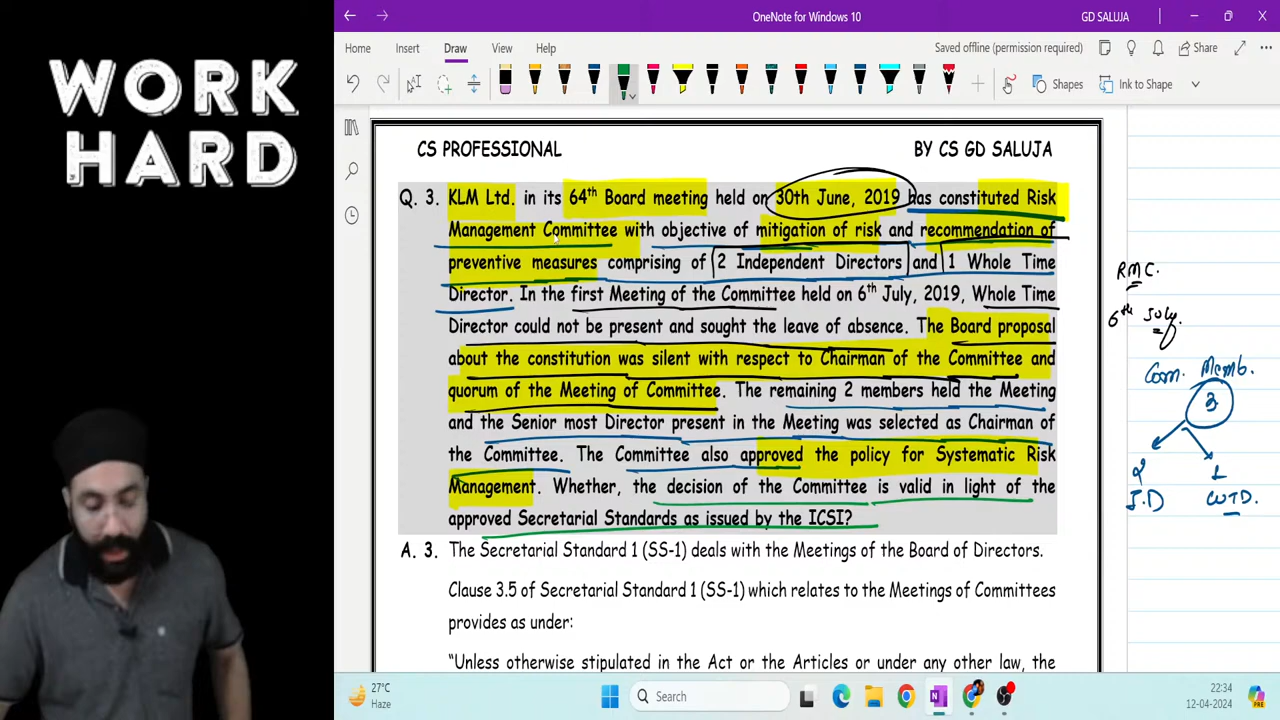 WORK
HARD
OneNote for Windows 10
GD SALUJA
Home Insert Draw View Help
Saved offline (permission required)
Share
Shapes
Ink to Shape
CS PROFESSIONAL
BY CS GD SALUJA
Q. 3. KLM Ltd. in its 64th Board meeting held on 30th June, 2019 has constituted Risk
Management Committee with objective of mitigation of risk and recommendation of
preventive measures comprising of 2 Independent Directors and 1 Whole Time
Director. In the first Meeting of the Committee held on 6th July, 2019, Whole Time
Director could not be present and sought the leave of absence. The Board proposal
about the constitution was silent with respect to Chairman of the Committee and
quorum of the Meeting of Committee. The remaining 2 members held the Meeting
and the Senior most Director present in the Meeting was selected as Chairman of
the Committee. The Committee also approved the policy for Systematic Risk
Management. Whether, the decision of the Committee is valid in light of the
approved Secretarial Standards as issued by the ICSI?
A. 3. The Secretarial Standard 1 (SS-1) deals with the Meetings of the Board of Directors.
Clause 3.5 of Secretarial Standard 1 (SS-1) which relates to the Meetings of Committees
provides as under:
“Unless otherwise stipulated in the Act or the Articles or under any other law, the
RMC.
6th July.
Com. Memb.
3
2 1
I.D WTD.
27°C
Haze
Search
22:34
12-04-2024